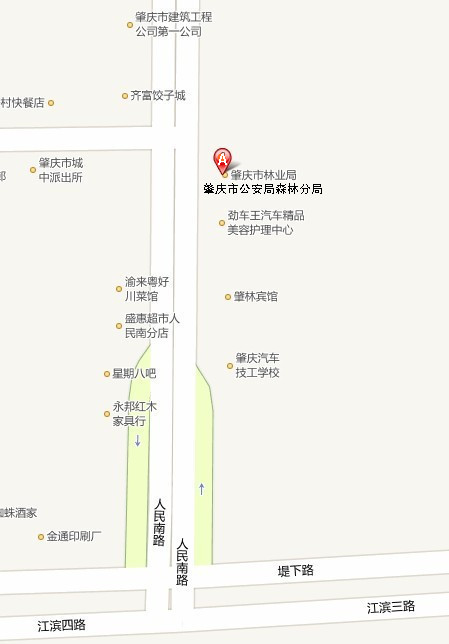 肇庆市建筑工程
公司第一公司
齐富饺子城
村快餐店
肇庆市城
中派出所
A
肇庆市林业局
肇庆市公安局森林分局
劲车王汽车精品
美容护理中心
渝来粤好
川菜馆
肇林宾馆
盛惠超市人
民南分店
肇庆汽车
技工学校
星期八吧
永邦红木
家具行
蜘蛛酒家
金通印刷厂
人民南路
人民南路
堤下路
江滨三路
江滨四路